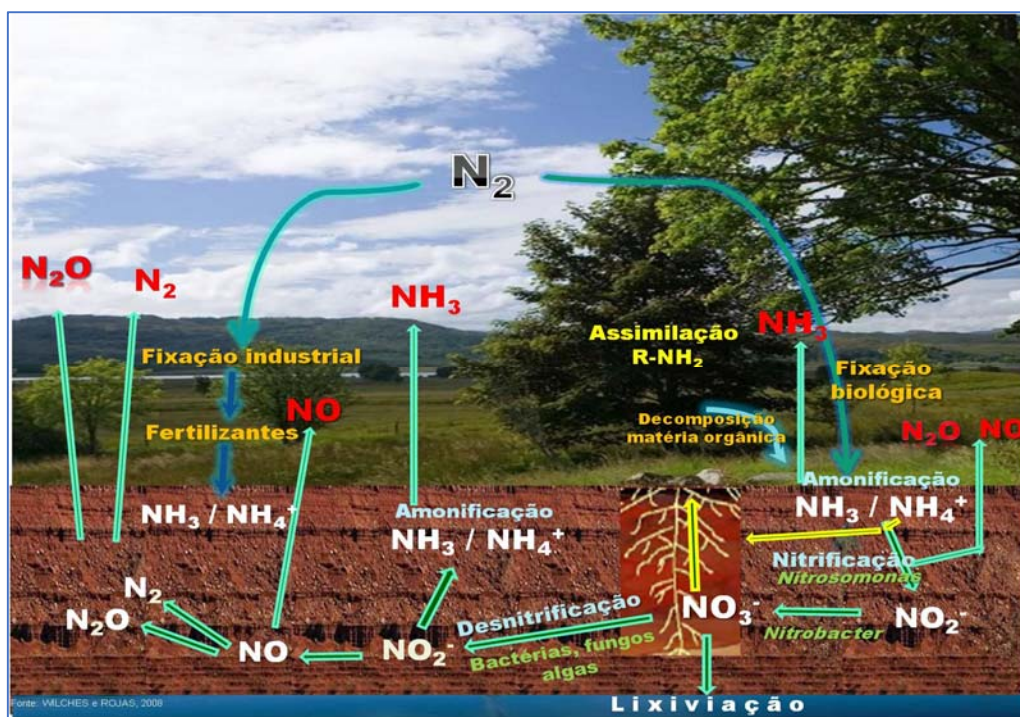 N₂
N₂O
N₂
NH₃
Assimilação
R-NH₂
NH₃
Fixação industrial
Fixação
biológica
NO
Fertilizantes
Decomposição
matéria orgânica
N₂O NO
Amonificação
NH₃ / NH₄⁺
NH₃ / NH₄⁺
Amonificação
NH₃ / NH₄⁺
Nitrificação
Nitrosomonas
N₂
N₂O
NO
NO₂⁻
Desnitrificação
Bactérias, fungos
algas
NO₃⁻
Nitrobacter
NO₂⁻
Fonte: WILCHES e ROJAS, 2008
Lixiviação